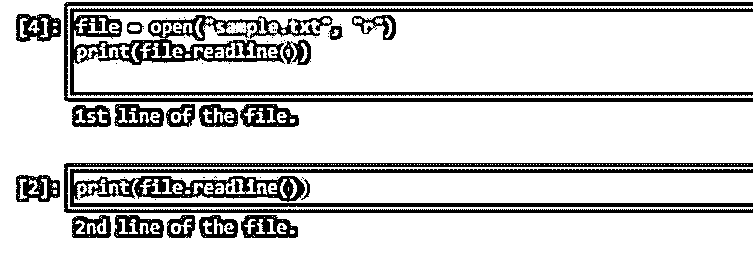 [4]: file = open("sample.txt", "r")
print(file.readline())
1st line of the file.
[2]: print(file.readline())
2nd line of the file.